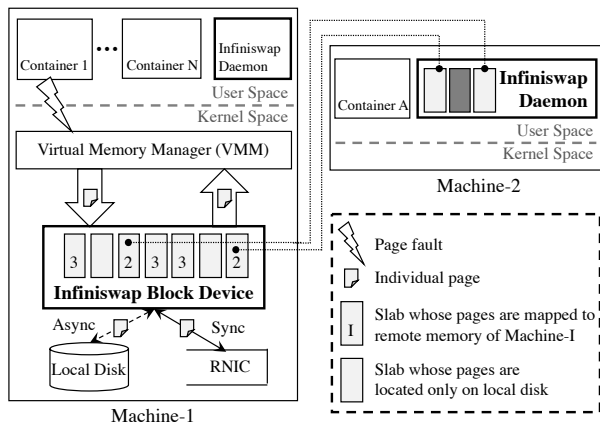 Container 1
Container N
Infiniswap
Daemon
User Space
Kernel Space
Virtual Memory Manager (VMM)
3
2
3
3
2
Infiniswap Block Device
Async
Sync
Local Disk
RNIC
Machine-1
Container A
Infiniswap
Daemon
User Space
Kernel Space
Machine-2
Page fault
Individual page
I
Slab whose pages are mapped to
remote memory of Machine-I
Slab whose pages are
located only on local disk